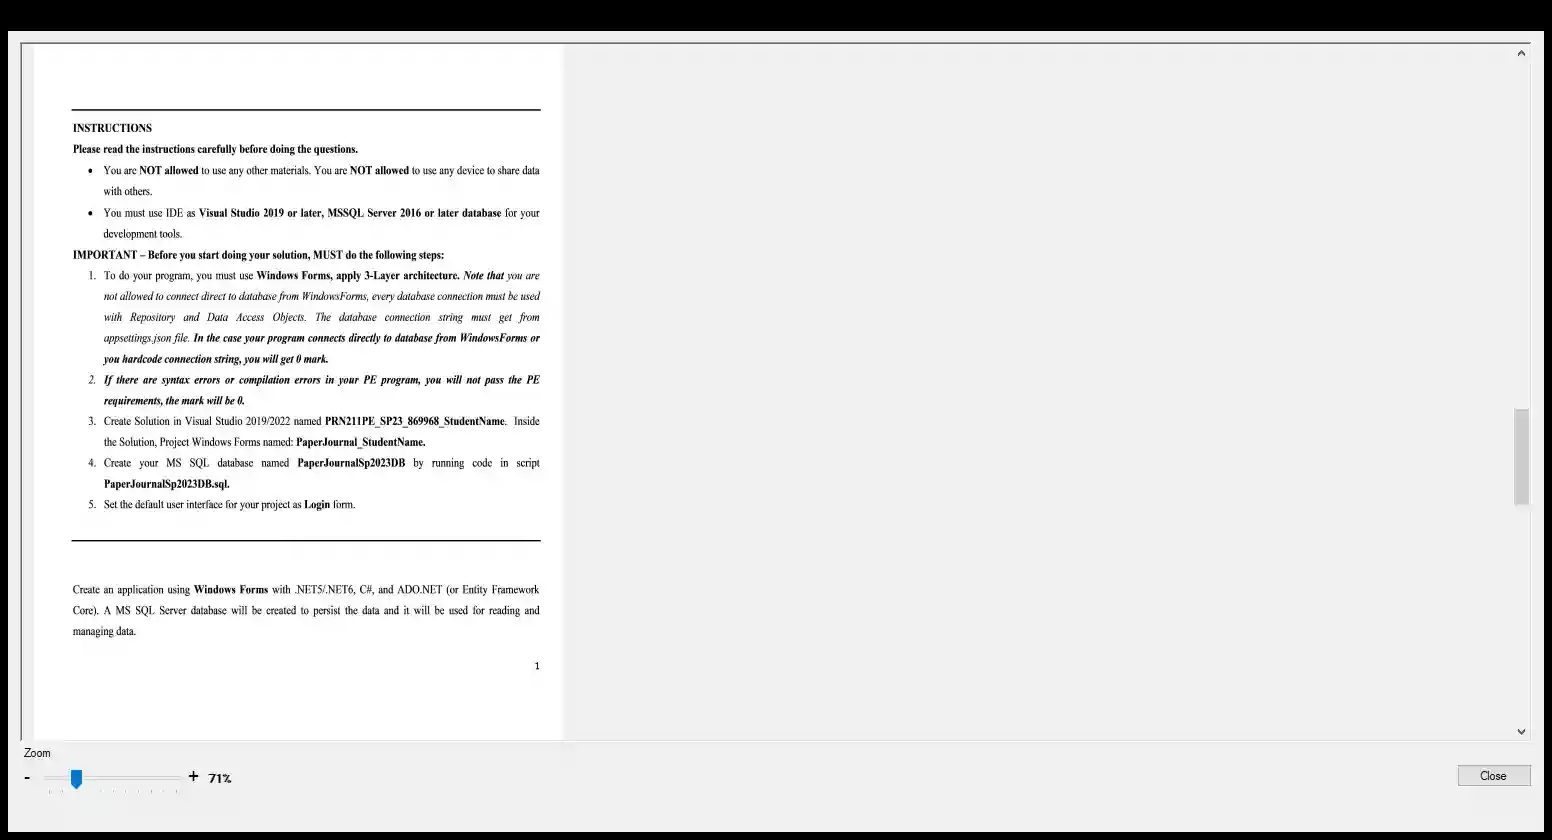 INSTRUCTIONS
Please read the instructions carefully before doing the questions.
• You are NOT allowed to use any other materials. You are NOT allowed to use any device to share data
with others.
• You must use IDE as Visual Studio 2019 or later, MSSQL Server 2016 or later database for your
development tools.
IMPORTANT – Before you start doing your solution, MUST do the following steps:
1. To do your program, you must use Windows Forms, apply 3-Layer architecture. Note that you are
not allowed to connect direct to database from WindowsForms, every database connection must be used
with Repository and Data Access Objects. The database connection string must get from
appsettings.json file. In the case your program connects directly to database from WindowsForms or
you hardcode connection string, you will get 0 mark.
2. If there are syntax errors or compilation errors in your PE program, you will not pass the PE
requirements, the mark will be 0.
3. Create Solution in Visual Studio 2019/2022 named PRN211PE_SP23_869968_StudentName. Inside
the Solution, Project Windows Forms named: PaperJournal_StudentName.
4. Create your MS SQL database named PaperJournalSp2023DB by running code in script
PaperJournalSp2023DB.sql.
5. Set the default user interface for your project as Login form.
Create an application using Windows Forms with .NET5/.NET6, C#, and ADO.NET (or Entity Framework
Core). A MS SQL Server database will be created to persist the data and it will be used for reading and
managing data.
1
Zoom
- + 71%
Close